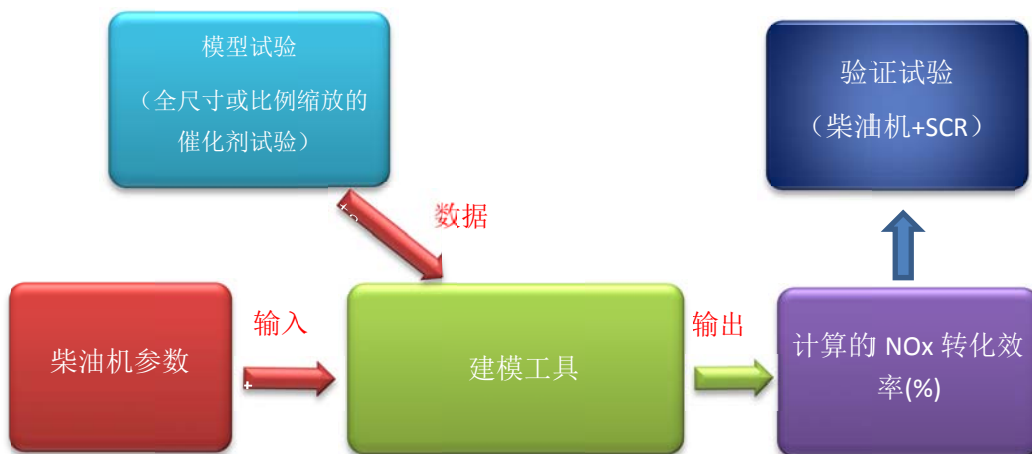 模型试验
（全尺寸或比例缩放的
催化剂试验）
验证试验
（柴油机+SCR）
数据
柴油机参数
输入
建模工具
输出
计算的 NOx 转化效
率(%)